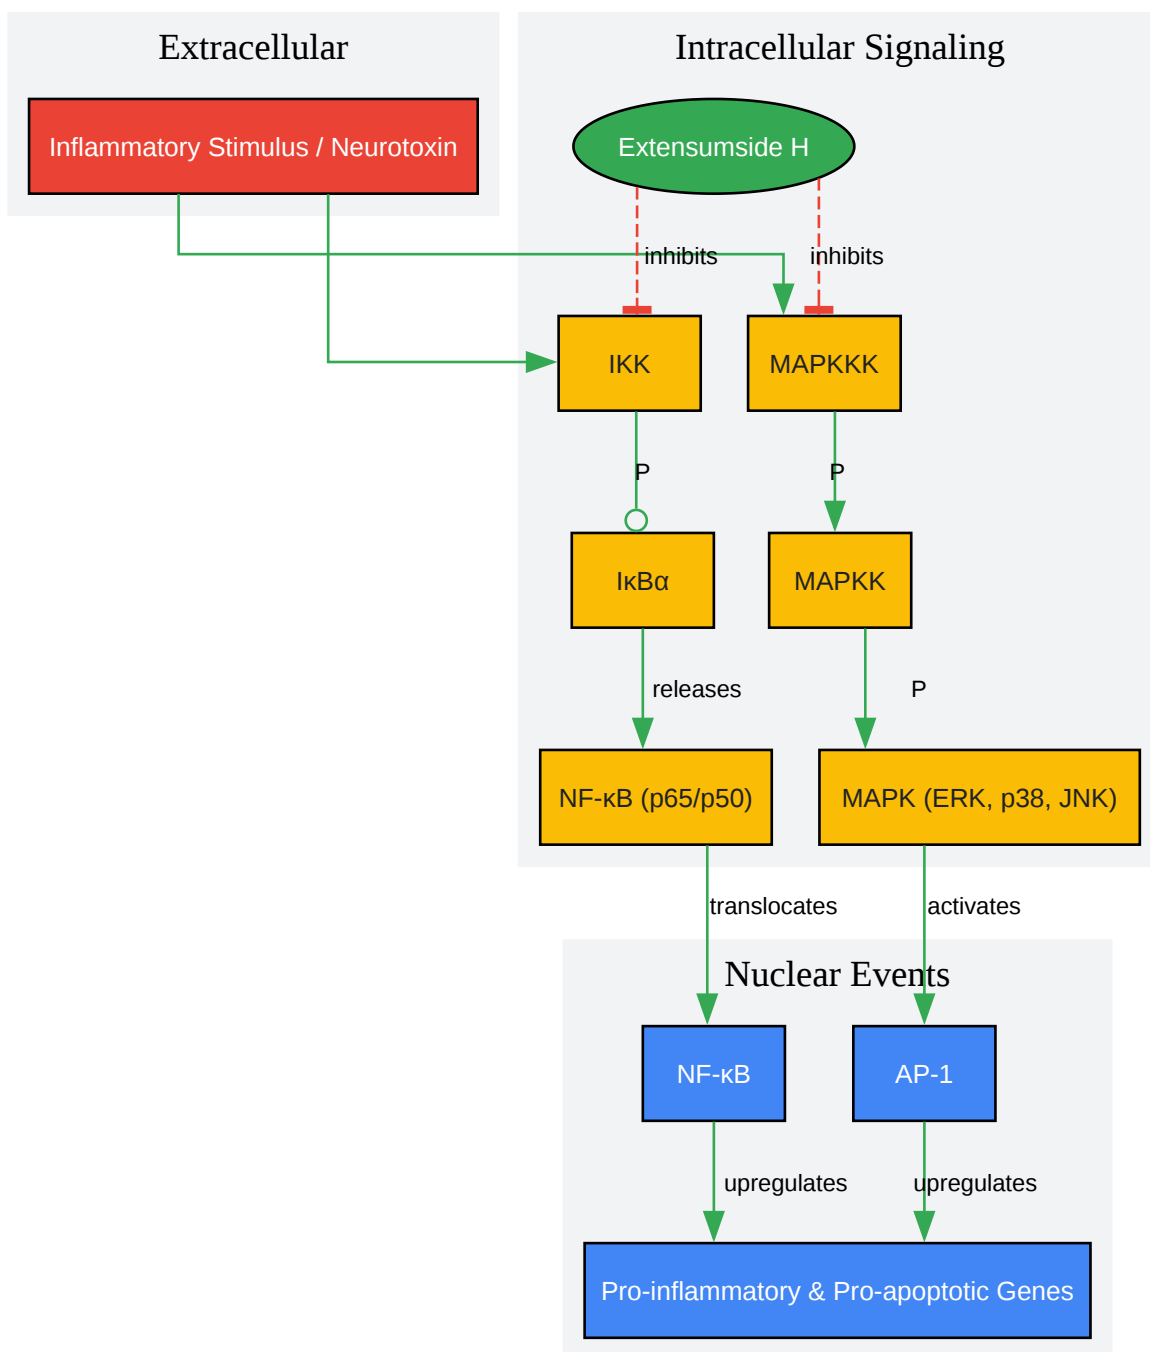 Extracellular
Intracellular Signaling
Inflammatory Stimulus / Neurotoxin
Extensumside H
inhibits
inhibits
IKK
MAPKKK
P
P
IκBα
MAPKK
releases
P
NF-κB (p65/p50)
MAPK (ERK, p38, JNK)
translocates
activates
Nuclear Events
NF-κB
AP-1
upregulates
upregulates
Pro-inflammatory & Pro-apoptotic Genes